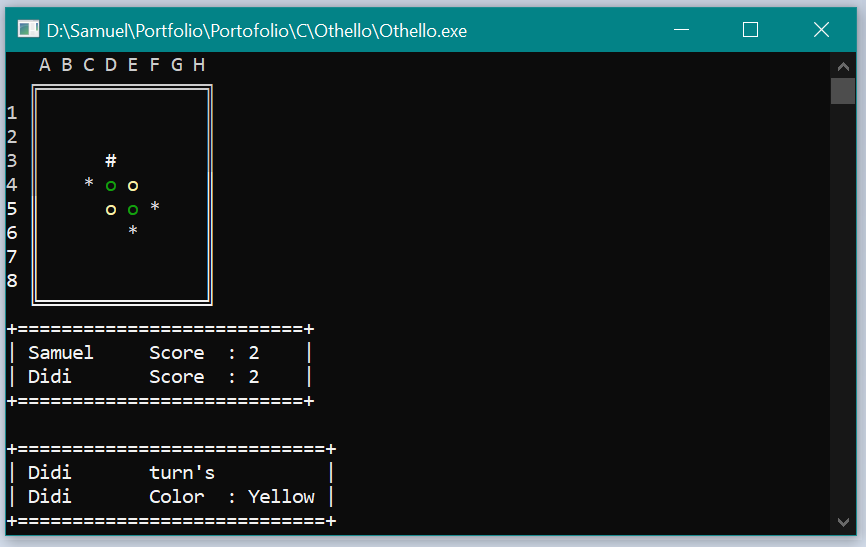 D:\Samuel\Portfolio\Portofolio\C\Othello\Othello.exe
A B C D E F G H
1
2
3 #
4 * o o
5 o o *
6 *
7
8
+==========================+
| Samuel Score : 2 |
| Didi Score : 2 |
+==========================+
+============================+
| Didi turn's |
| Didi Color : Yellow |
+============================+